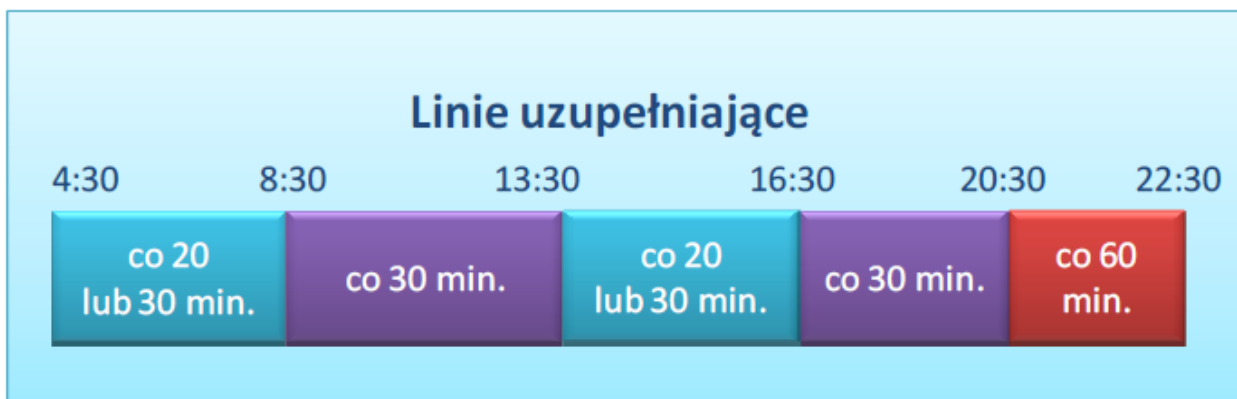 Linie uzupełniające
4:30 8:30 13:30 16:30 20:30 22:30
co 20
lub 30 min.
co 30 min.
co 20
lub 30 min.
co 30 min.
co 60
min.